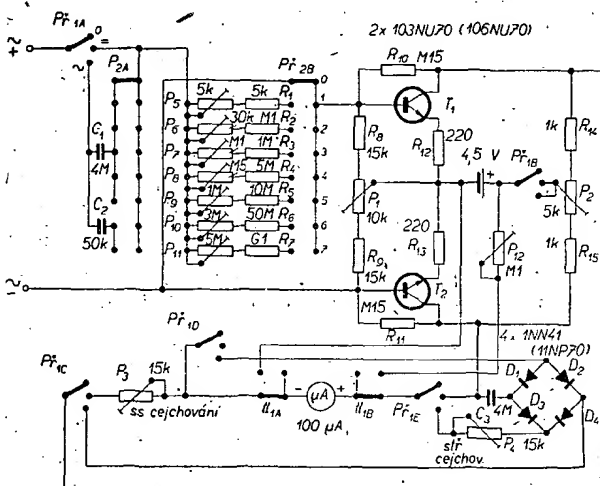 Př1A
o
=
+
~
~
P2A
Př2B
o
2x 103NU70 (106NU70)
R10 M15
P5 5k 5k R1 1
P6 30k M1 R2 2
P7 M1 1M R3 3
P8 M5 5M R4 4
P9 1M 10M R5 5
P10 3M 50M R6 6
P11 5M G1 R7 7
C1
4M
C2
50k
T1
R8
15k
R12
220
4,5 V
+
Př1B
1k
R14
P1
10k
P2
5k
220
R13
R9
15k
P12
M1
1k
R15
T2
M15
R11
-
~
4x 1NN41
(11NP70)
Př1D
Př1C
P3
15k
ss cejchování
Tl1A
-
µA
+
100 µA
Tl1B
Př1E
4M
D1
D2
D3
D4
C3
P4
15k
stř
cejchov.